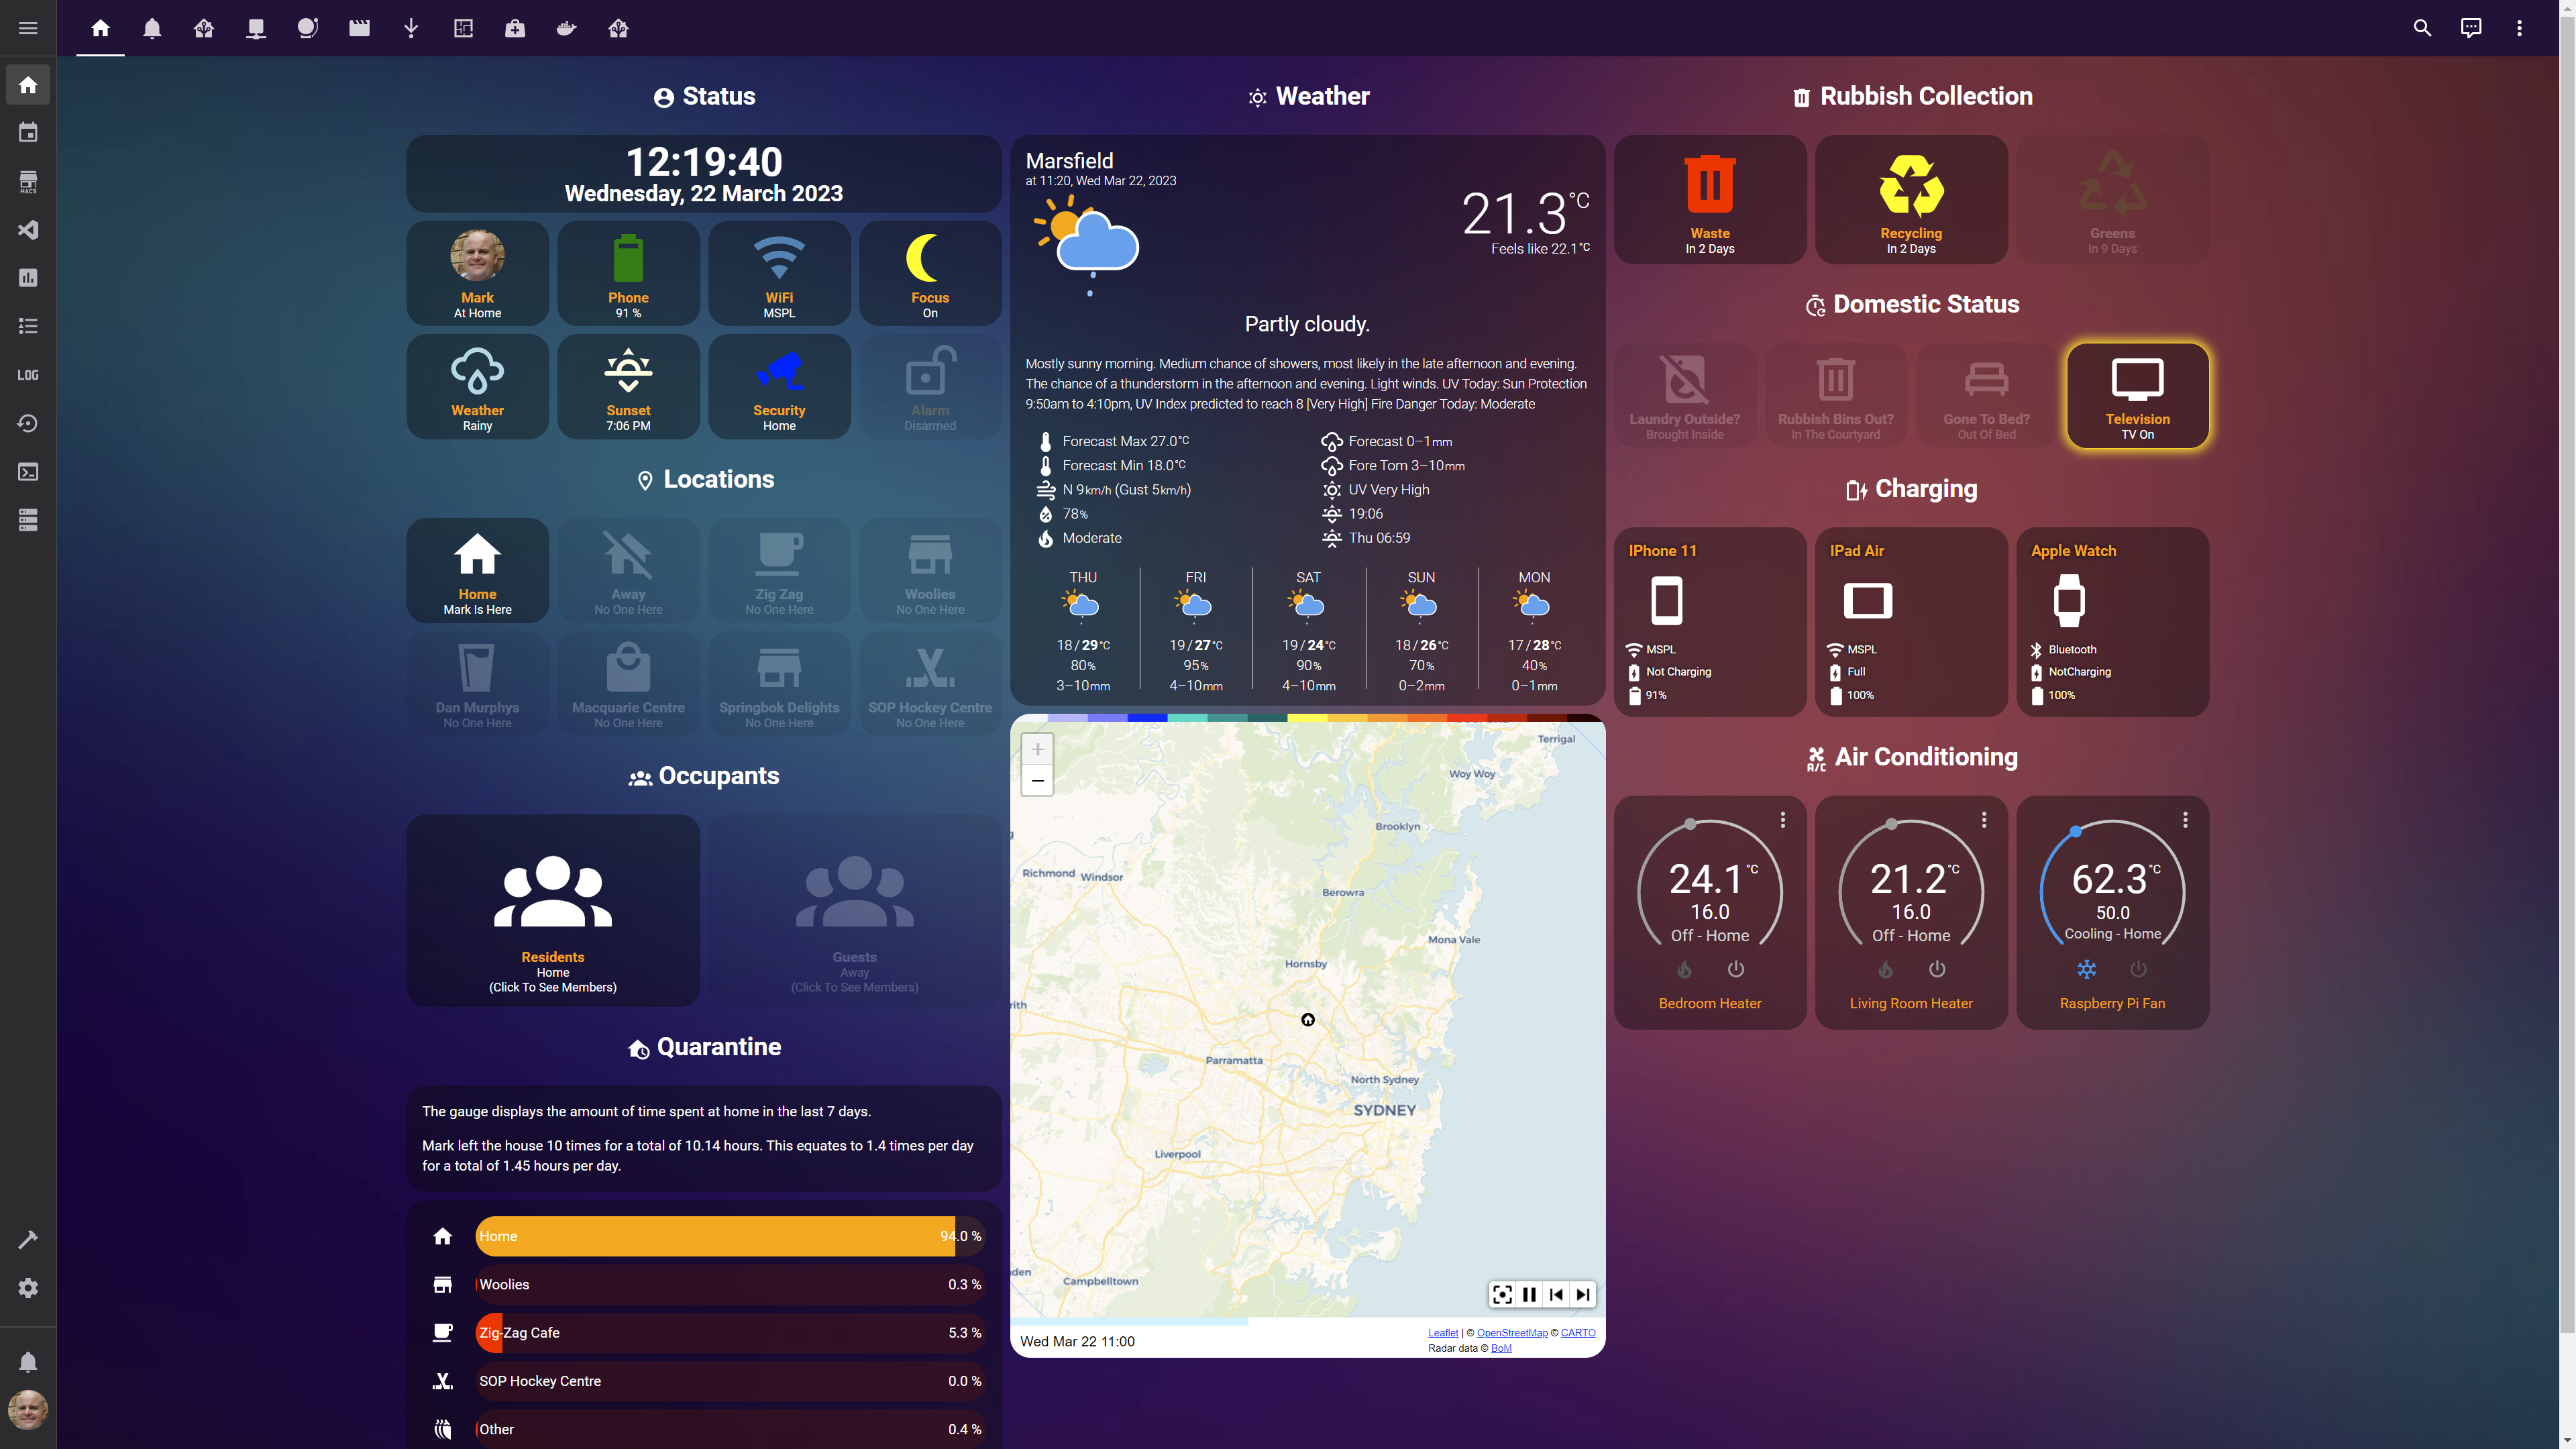 HACS
LOG
Status
12:19:40
Wednesday, 22 March 2023
Mark
At Home
Phone
91 %
WiFi
MSPL
Focus
On
Weather
Rainy
Sunset
7:06 PM
Security
Home
Alarm
Disarmed
Locations
Home
Mark Is Here
Away
No One Here
Zig Zag
No One Here
Woolies
No One Here
Dan Murphys
No One Here
Macquarie Centre
No One Here
Springbok Delights
No One Here
SOP Hockey Centre
No One Here
Occupants
Residents
Home
(Click To See Members)
Guests
Away
(Click To See Members)
Quarantine
The gauge displays the amount of time spent at home in the last 7 days.
Mark left the house 10 times for a total of 10.14 hours. This equates to 1.4 times per day
for a total of 1.45 hours per day.
Home 94.0 %
Woolies 0.3 %
Zig-Zag Cafe 5.3 %
SOP Hockey Centre 0.0 %
Other 0.4 %
Weather
Marsfield
at 11:20, Wed Mar 22, 2023
21.3°C
Feels like 22.1°C
Partly cloudy.
Mostly sunny morning. Medium chance of showers, most likely in the late afternoon and evening.
The chance of a thunderstorm in the afternoon and evening. Light winds. UV Today: Sun Protection
9:50am to 4:10pm, UV Index predicted to reach 8 [Very High] Fire Danger Today: Moderate
Forecast Max 27.0°C
Forecast Min 18.0°C
N 9km/h (Gust 5km/h)
78%
Moderate
Forecast 0–1mm
Fore Tom 3–10mm
UV Very High
19:06
Thu 06:59
THU
18/29°C
80%
3–10mm
FRI
19/27°C
95%
4–10mm
SAT
19/24°C
90%
4–10mm
SUN
18/26°C
70%
0–2mm
MON
17/28°C
40%
0–1mm
+
−
Terrigal
Woy Woy
Brooklyn
Richmond
Windsor
Berowra
Mona Vale
Hornsby
rith
Parramatta
North Sydney
SYDNEY
Liverpool
den
Campbelltown
Wed Mar 22 11:00
Leaflet | © OpenStreetMap © CARTO
Radar data © BoM
Rubbish Collection
Waste
In 2 Days
Recycling
In 2 Days
Greens
In 9 Days
Domestic Status
Laundry Outside?
Brought Inside
Rubbish Bins Out?
In The Courtyard
Gone To Bed?
Out Of Bed
Television
TV On
Charging
IPhone 11
MSPL
Not Charging
91%
IPad Air
MSPL
Full
100%
Apple Watch
Bluetooth
NotCharging
100%
A/C
Air Conditioning
24.1°C
16.0
Off - Home
Bedroom Heater
21.2°C
16.0
Off - Home
Living Room Heater
62.3°C
50.0
Cooling - Home
Raspberry Pi Fan